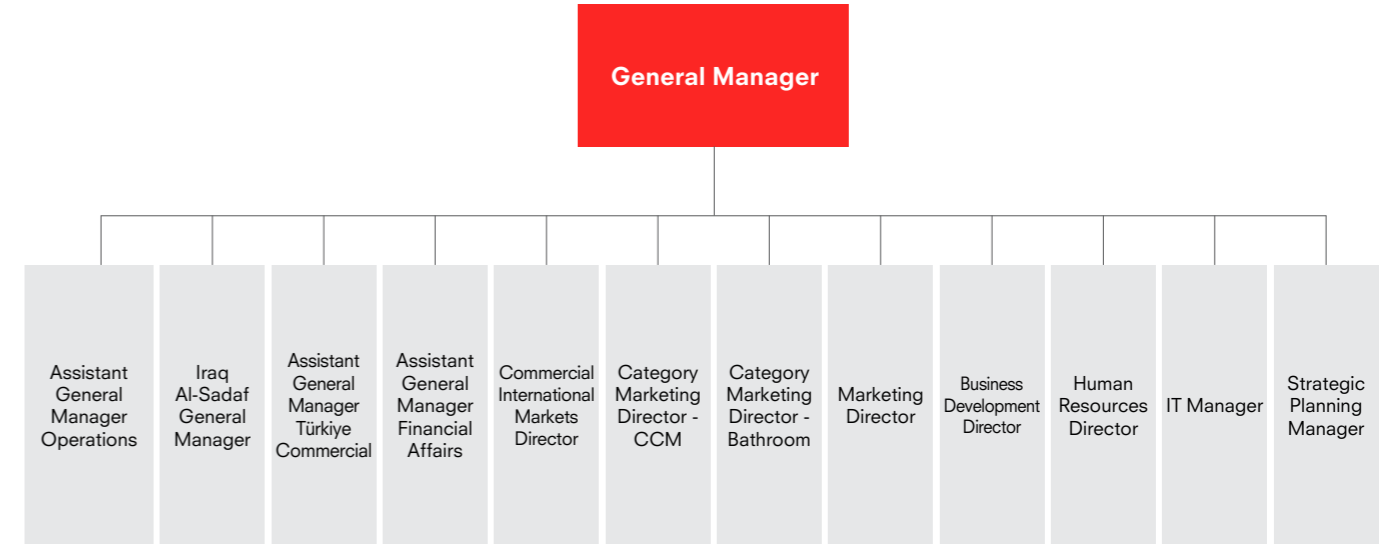 General Manager
Assistant
General
Manager
Operations
Iraq
Al-Sadaf
General
Manager
Assistant
General
Manager
Türkiye
Commercial
Assistant
General
Manager
Financial
Affairs
Commercial
International
Markets
Director
Category
Marketing
Director -
CCM
Category
Marketing
Director -
Bathroom
Marketing
Director
Business
Development
Director
Human
Resources
Director
IT Manager
Strategic
Planning
Manager